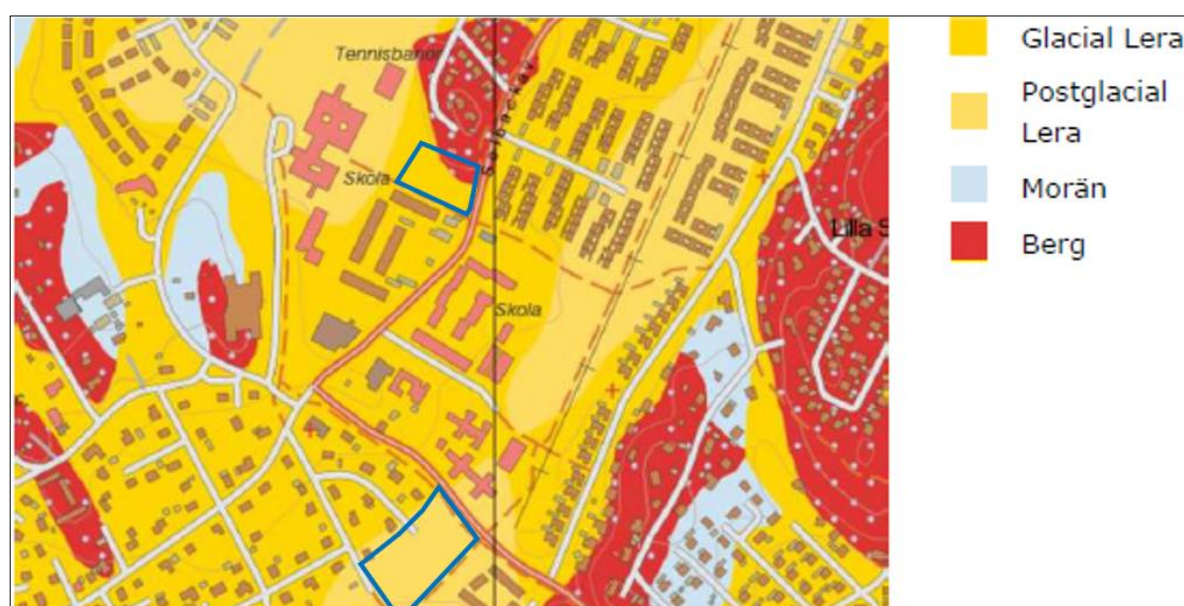 Tennisbanor
Skola
Skola
Lilla S
Glacial Lera
Postglacial
Lera
Morän
Berg